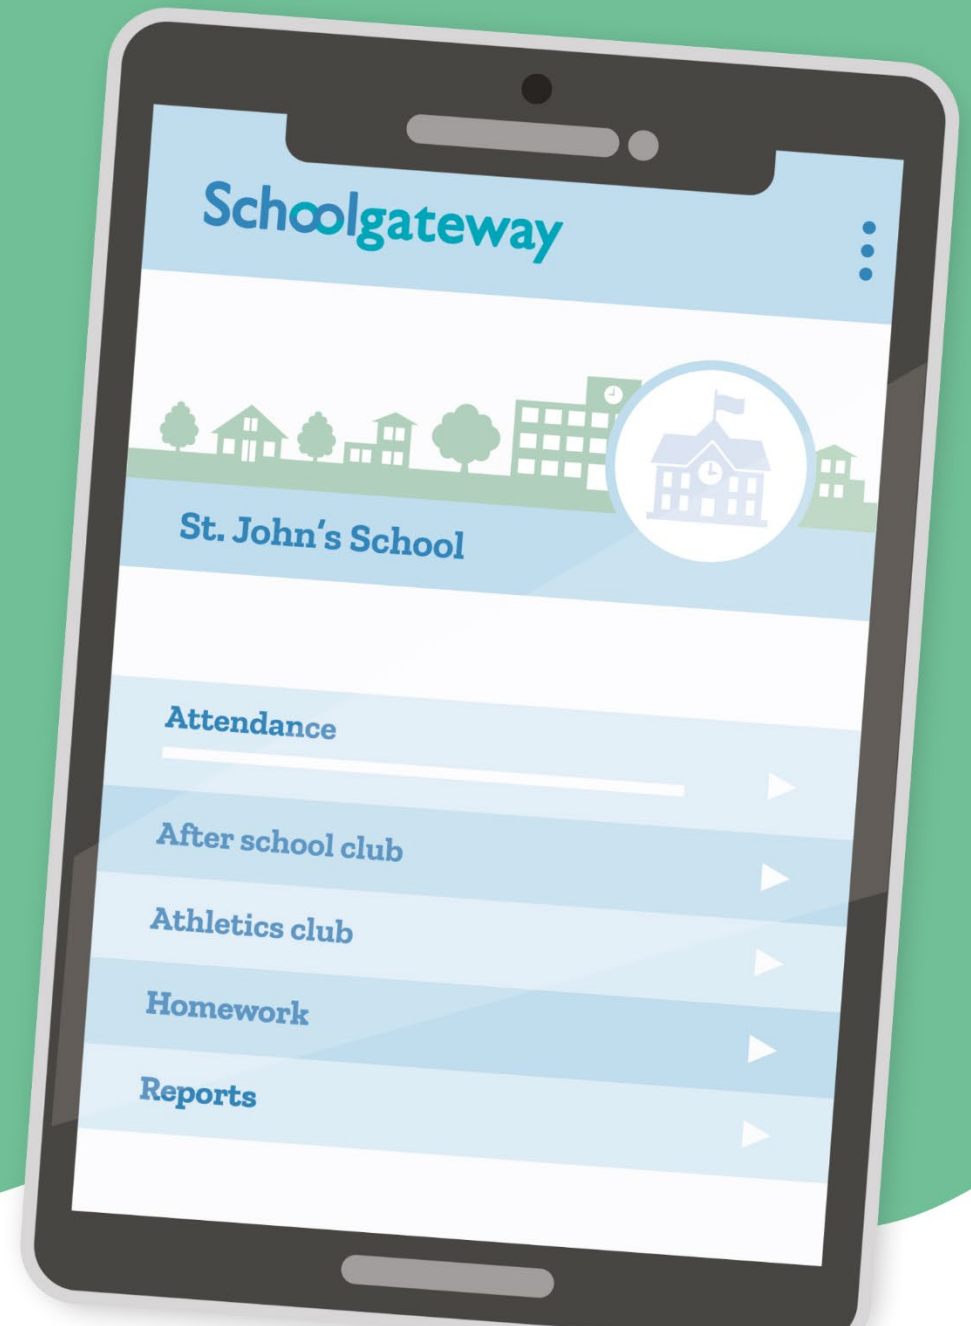 Schoolgateway
St. John's School
Attendance
After school club
Athletics club
Homework
Reports